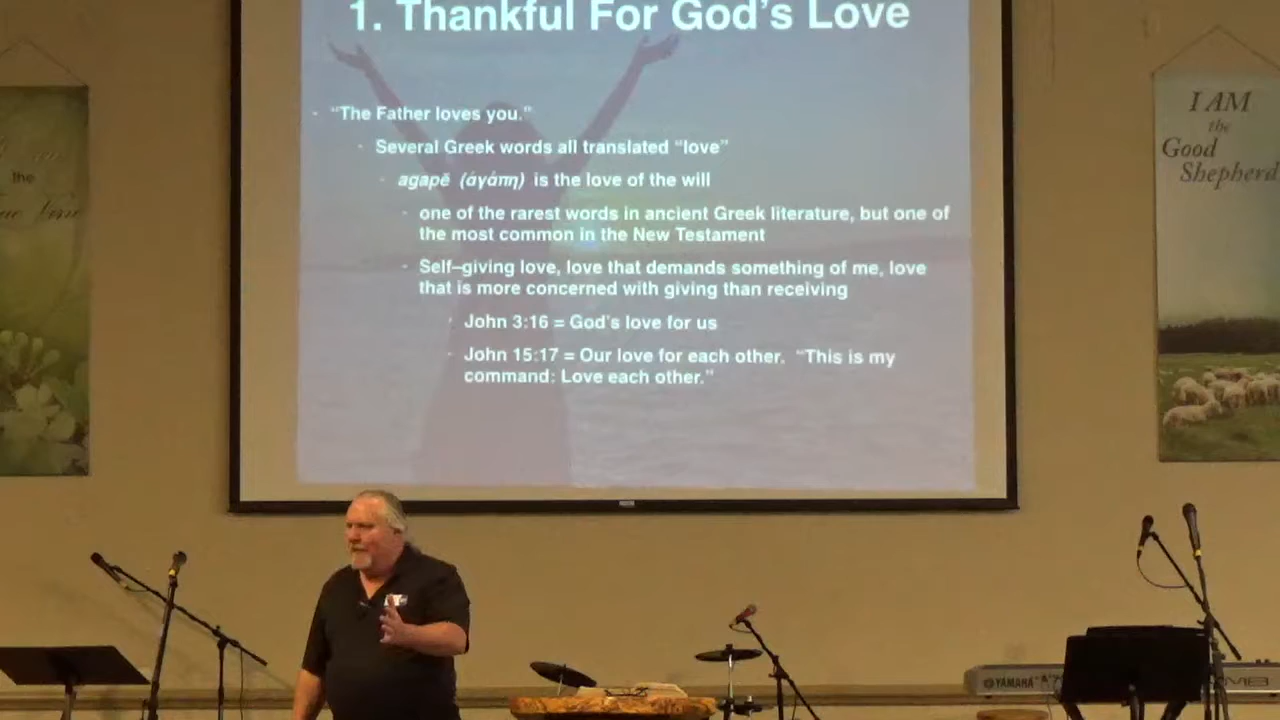 1. Thankful For God's Love
"The Father loves you."
Several Greek words all translated "love"
agapē (ἀγάπη) is the love of the will
one of the rarest words in ancient Greek literature, but one of
the most common in the New Testament
Self–giving love, love that demands something of me, love
that is more concerned with giving than receiving
John 3:16 = God's love for us
John 15:17 = Our love for each other. "This is my
command: Love each other."
I AM
the
Good
Shepherd
the
YAMAHA